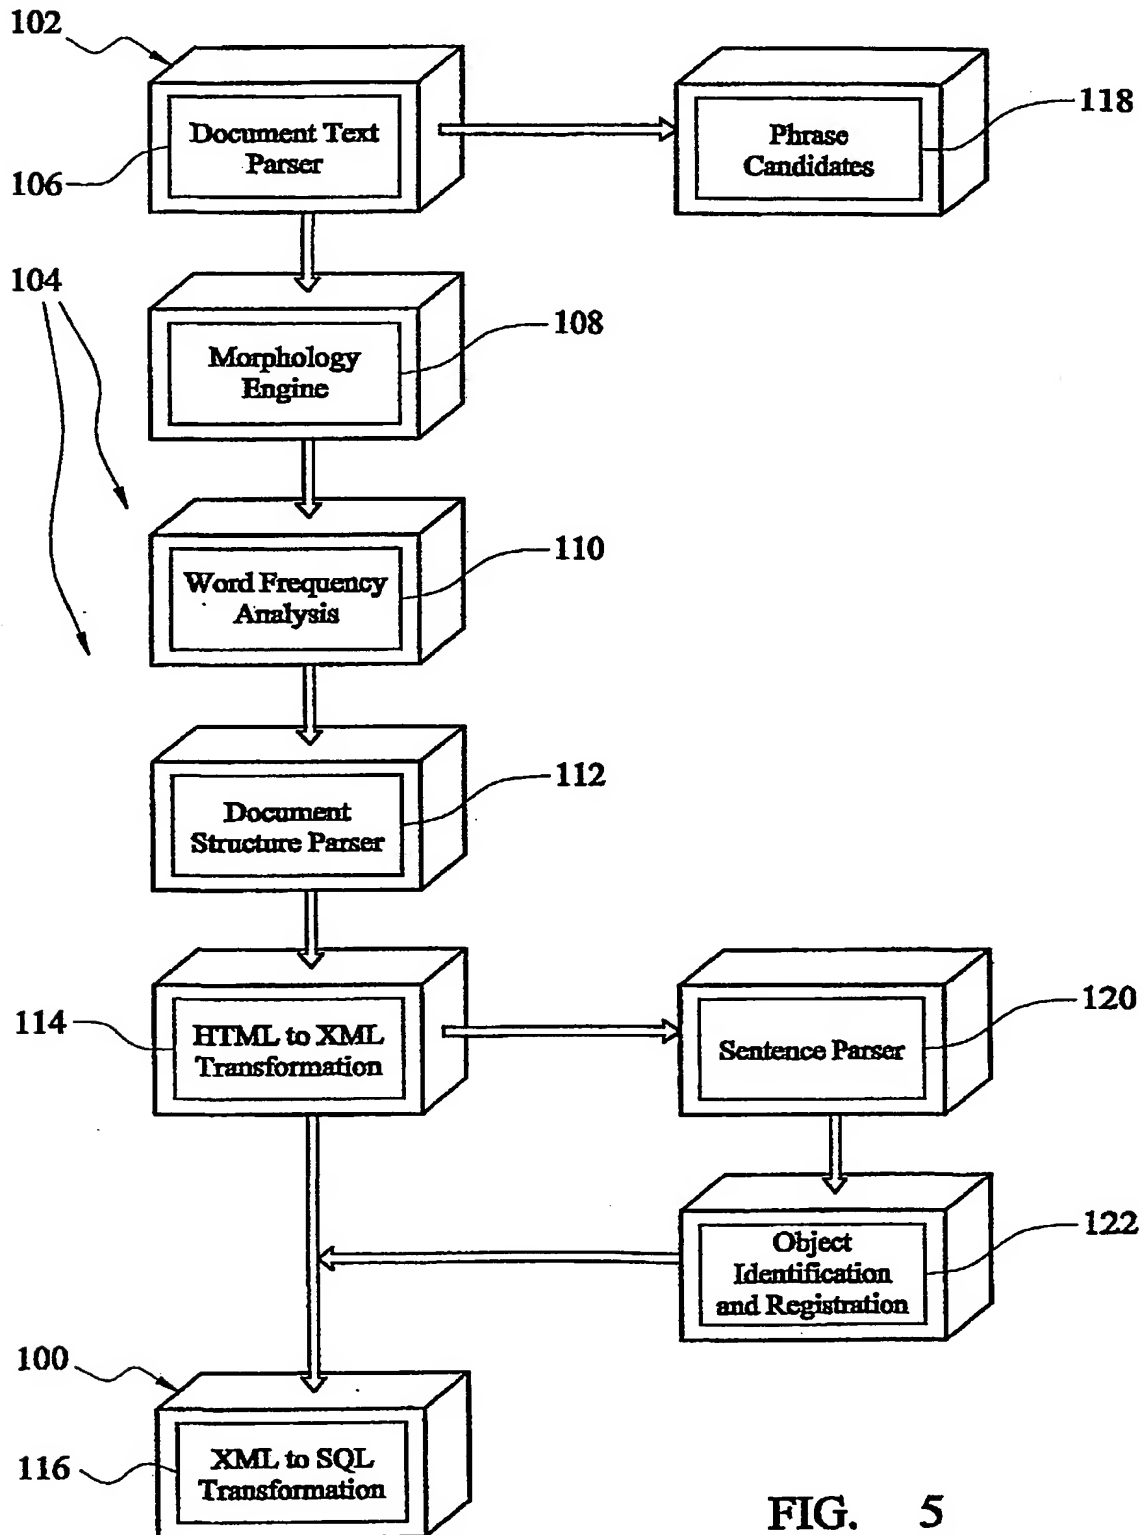 102
Document Text
Parser
106
Phrase
Candidates
118
104
Morphology
Engine
108
Word Frequency
Analysis
110
Document
Structure Parser
112
114
HTML to XML
Transformation
Sentence Parser
120
Object
Identification
and Registration
122
100
116
XML to SQL
Transformation
FIG. 5